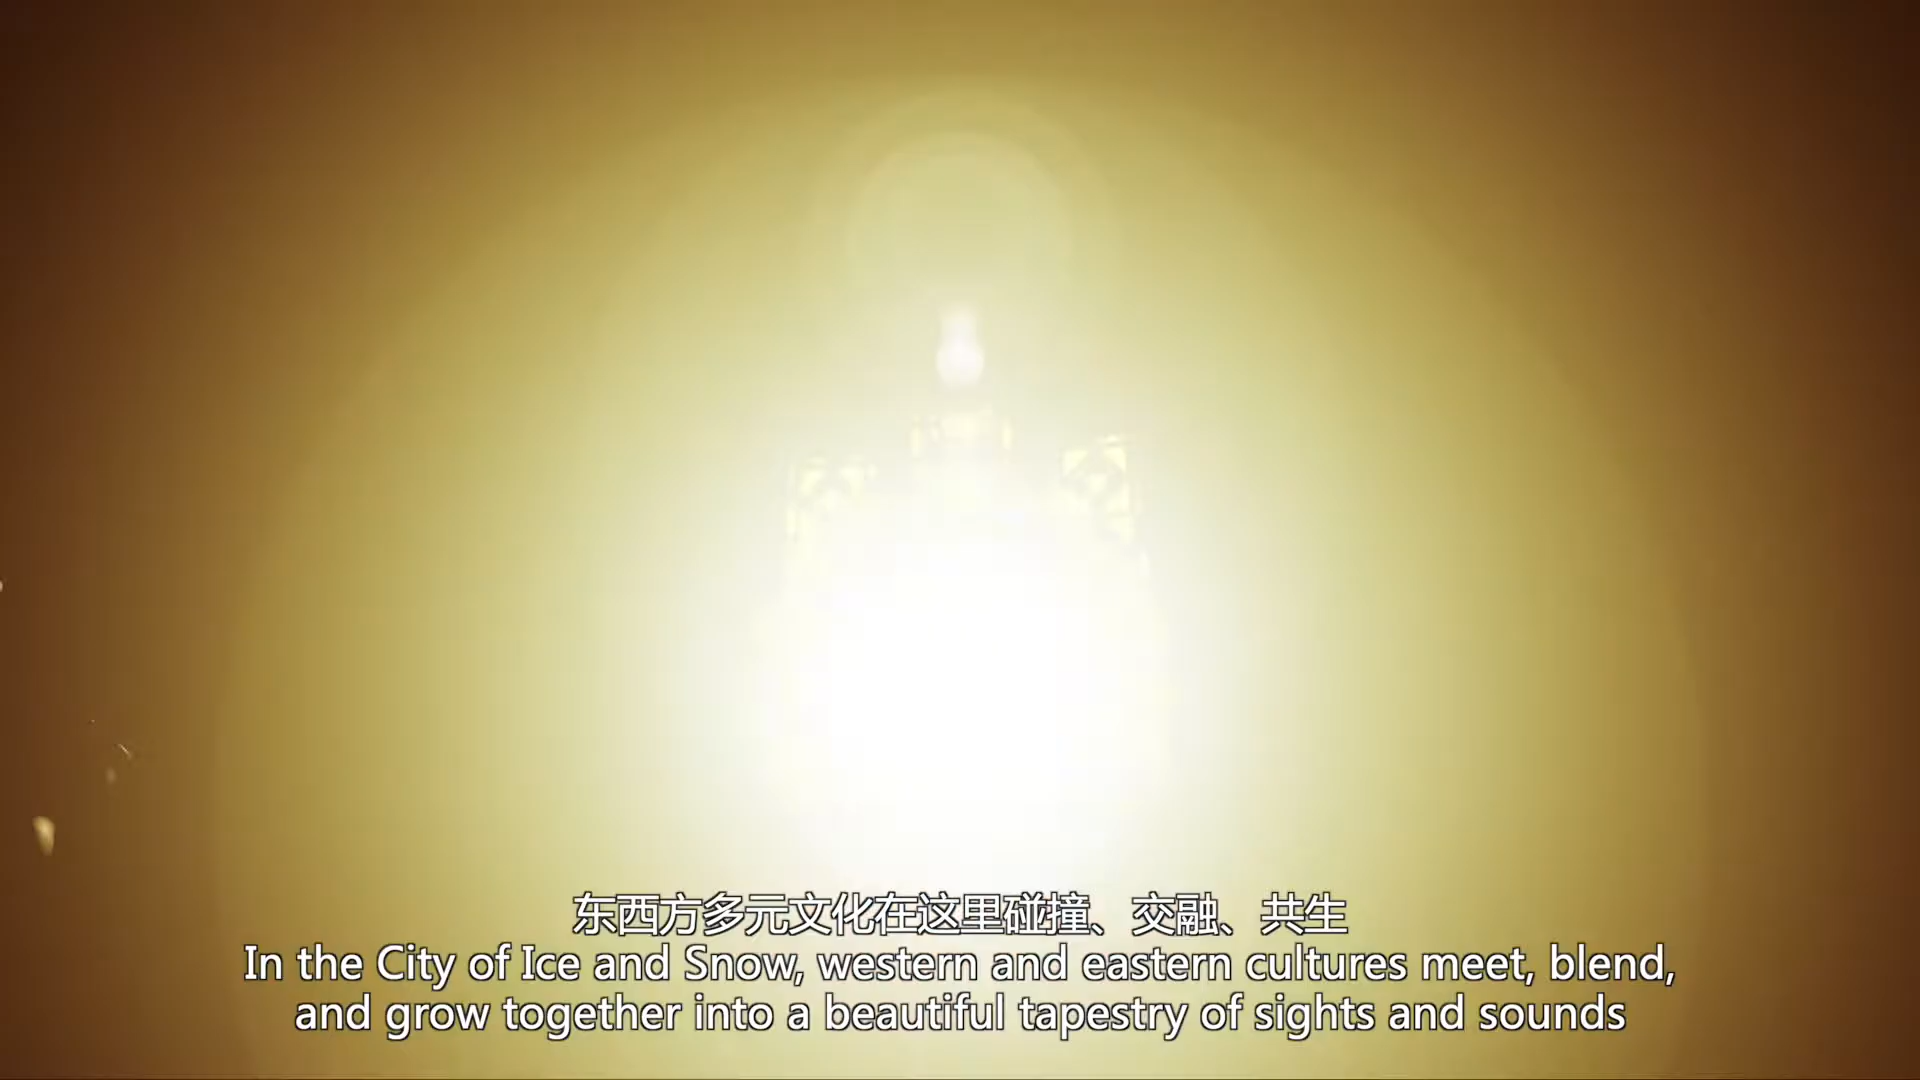 东西方多元文化在这里碰撞、交融、共生
In the City of Ice and Snow, western and eastern cultures meet, blend,
and grow together into a beautiful tapestry of sights and sounds